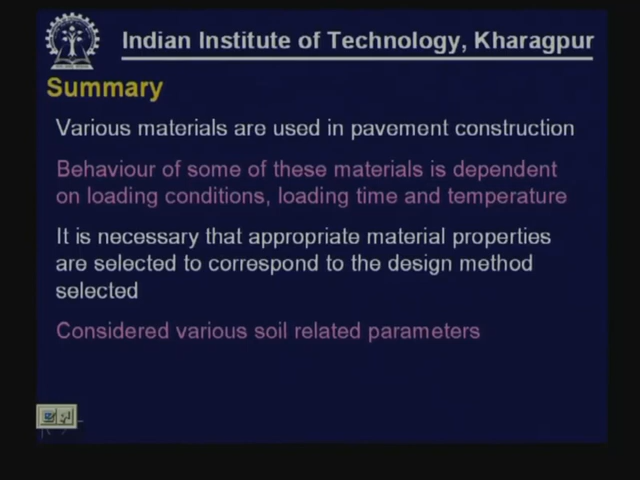 Indian Institute of Technology, Kharagpur
Summary
Various materials are used in pavement construction
Behaviour of some of these materials is dependent
on loading conditions, loading time and temperature
It is necessary that appropriate material properties
are selected to correspond to the design method
selected
Considered various soil related parameters